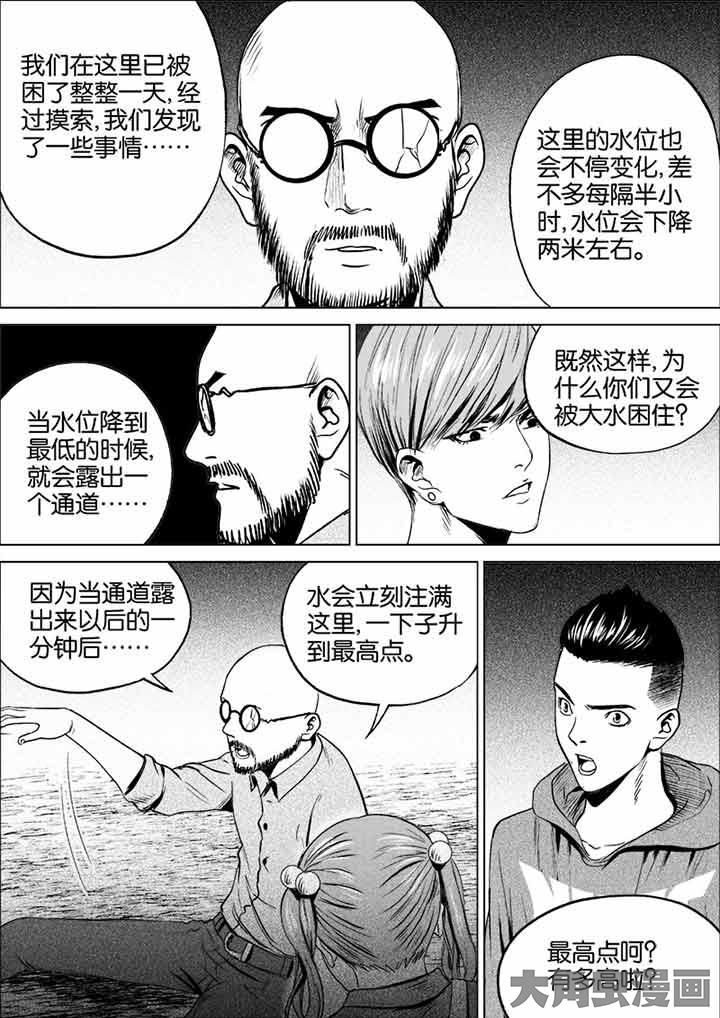 我们在这里已被
困了整整一天,经
过摸索,我们发现
了一些事情……
这里的水位也
会不停变化,差
不多每隔半小
时,水位会下降
两米左右。
当水位降到
最低的时候,
就会露出一
个通道……
既然这样,为
什么你们又会
被大水困住?
因为当通道露
出来以后的一
分钟后……
水会立刻注满
这里,一下子升
到最高点。
最高点呵?
有多高啦?
大角虫漫画